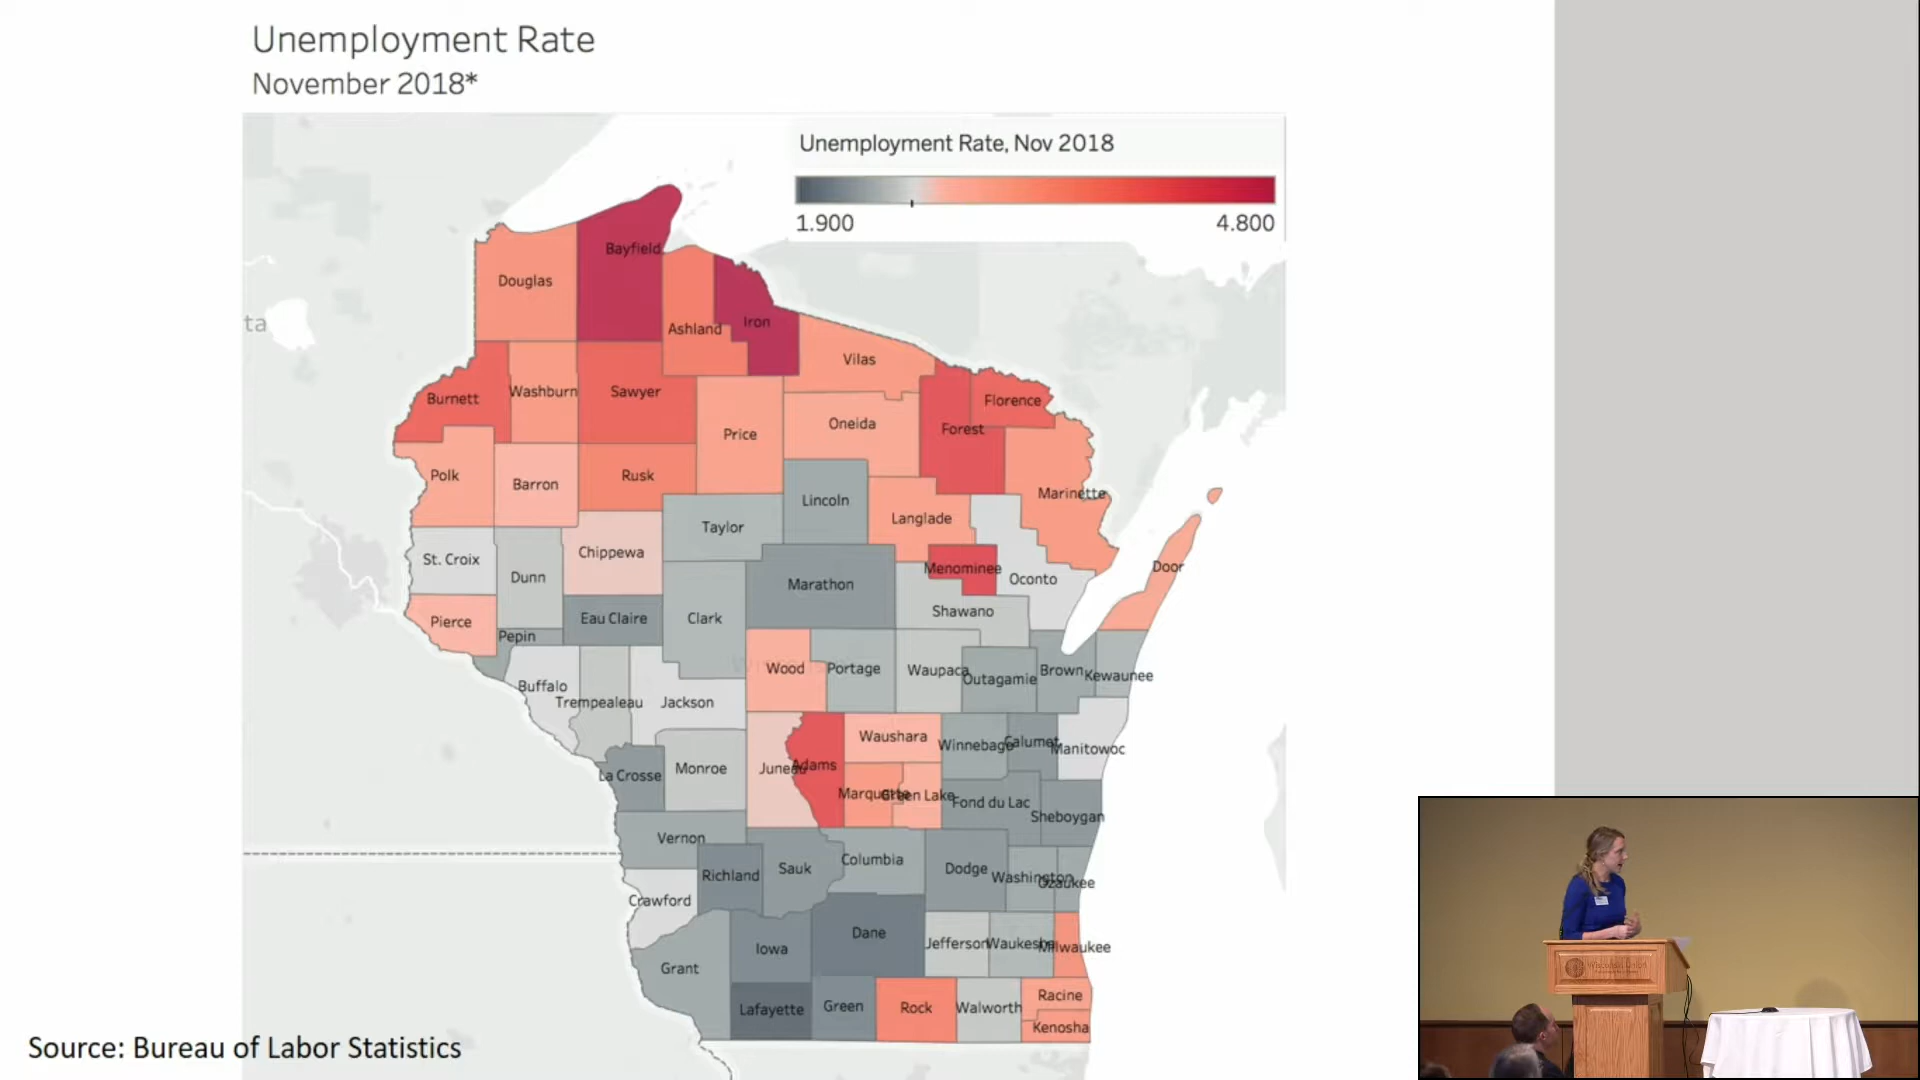 Unemployment Rate
November 2018*
Unemployment Rate, Nov 2018
1.900 4.800
ta
Bayfield
Douglas
Iron
Ashland
Vilas
Washburn
Sawyer
Burnett
Florence
Oneida
Forest
Price
Polk
Rusk
Barron
Marinette
Lincoln
Langlade
Taylor
Chippewa
St. Croix
Door
Menominee
Dunn
Oconto
Marathon
Shawano
Eau Claire
Clark
Pierce
Pepin
Wood
Portage
Waupaca
Brown
Kewaunee
Outagamie
Buffalo
Trempealeau
Jackson
Waushara
Winnebago
Calumet
Manitowoc
Adams
Juneau
Monroe
La Crosse
Marquette
Green Lake
Fond du Lac
Sheboygan
Vernon
Columbia
Sauk
Dodge
Richland
Washington
Ozaukee
Crawford
Dane
Jefferson
Waukesha
Milwaukee
Iowa
Grant
Racine
Green
Rock
Walworth
Lafayette
Kenosha
Source: Bureau of Labor Statistics
Wisconsin Union